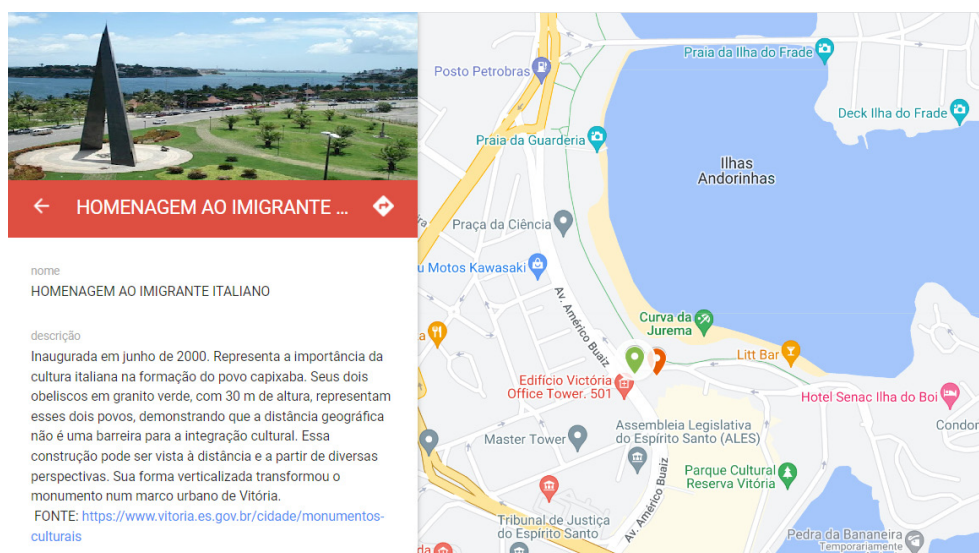 HOMENAGEM AO IMIGRANTE ...
nome
HOMENAGEM AO IMIGRANTE ITALIANO
descrição
Inaugurada em junho de 2000. Representa a importância da
cultura italiana na formação do povo capixaba. Seus dois
obeliscos em granito verde, com 30 m de altura, representam
esses dois povos, demonstrando que a distância geográfica
não é uma barreira para a integração cultural. Essa
construção pode ser vista à distância e a partir de diversas
perspectivas. Sua forma verticalizada transformou o
monumento num marco urbano de Vitória.
FONTE: https://www.vitoria.es.gov.br/cidade/monumentos-
culturais
Praia da Ilha do Frade
Posto Petrobras
Deck Ilha do Frade
Praia da Guarderia
Ilhas
Andorinhas
Praça da Ciência
u Motos Kawasaki
Av. Américo Buaiz
Curva da
Jurema
Litt Bar
Edifício Victória
Office Tower. 501
Hotel Senac Ilha do Boi
Assembleia Legislativa
do Espírito Santo (ALES)
Condor
Master Tower
Parque Cultural
Reserva Vitória
Av. Américo Buaiz
Tribunal de Justiça
do Espírito Santo
Pedra da Bananeira
Temporariamente
da